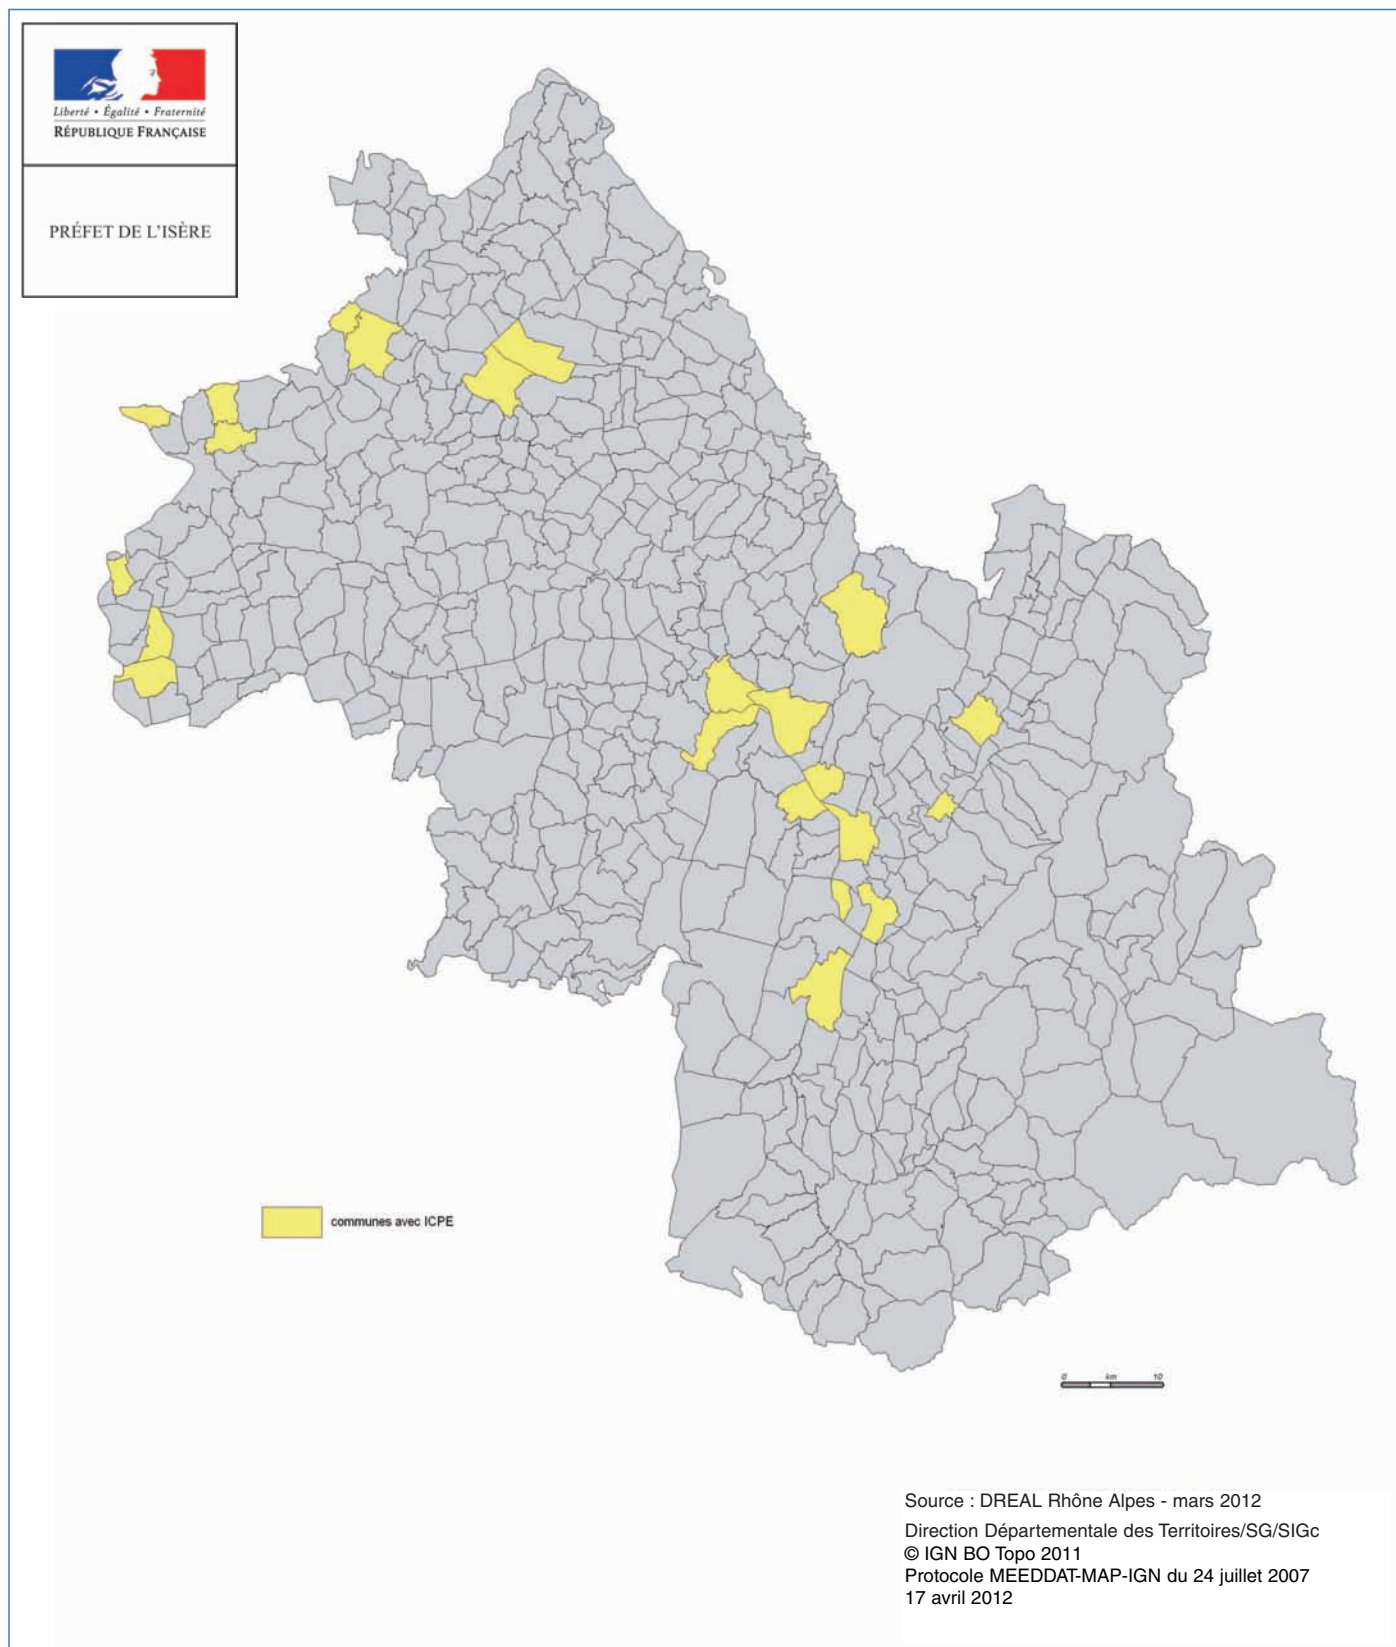 Liberté • Égalité • Fraternité
RÉPUBLIQUE FRANÇAISE
PRÉFET DE L'ISÈRE
communes avec ICPE
0 km 10
Source : DREAL Rhône Alpes - mars 2012
Direction Départementale des Territoires/SG/SIGc
© IGN BO Topo 2011
Protocole MEEDDAT-MAP-IGN du 24 juillet 2007
17 avril 2012